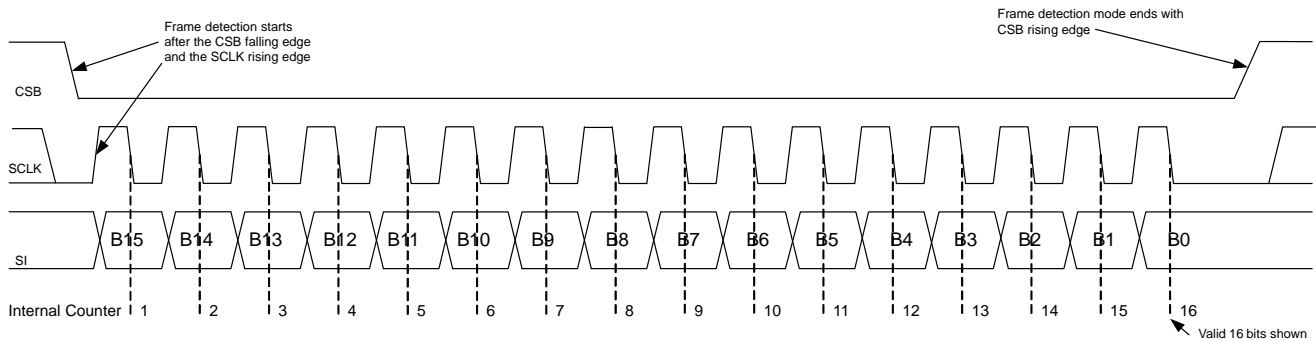 Frame detection starts
after the CSB falling edge
and the SCLK rising edge
Frame detection mode ends with
CSB rising edge
CSB
SCLK
SI
B15 B14 B13 B12 B11 B10 B9 B8 B7 B6 B5 B4 B3 B2 B1 B0
Internal Counter 1 2 3 4 5 6 7 8 9 10 11 12 13 14 15 16
Valid 16 bits shown